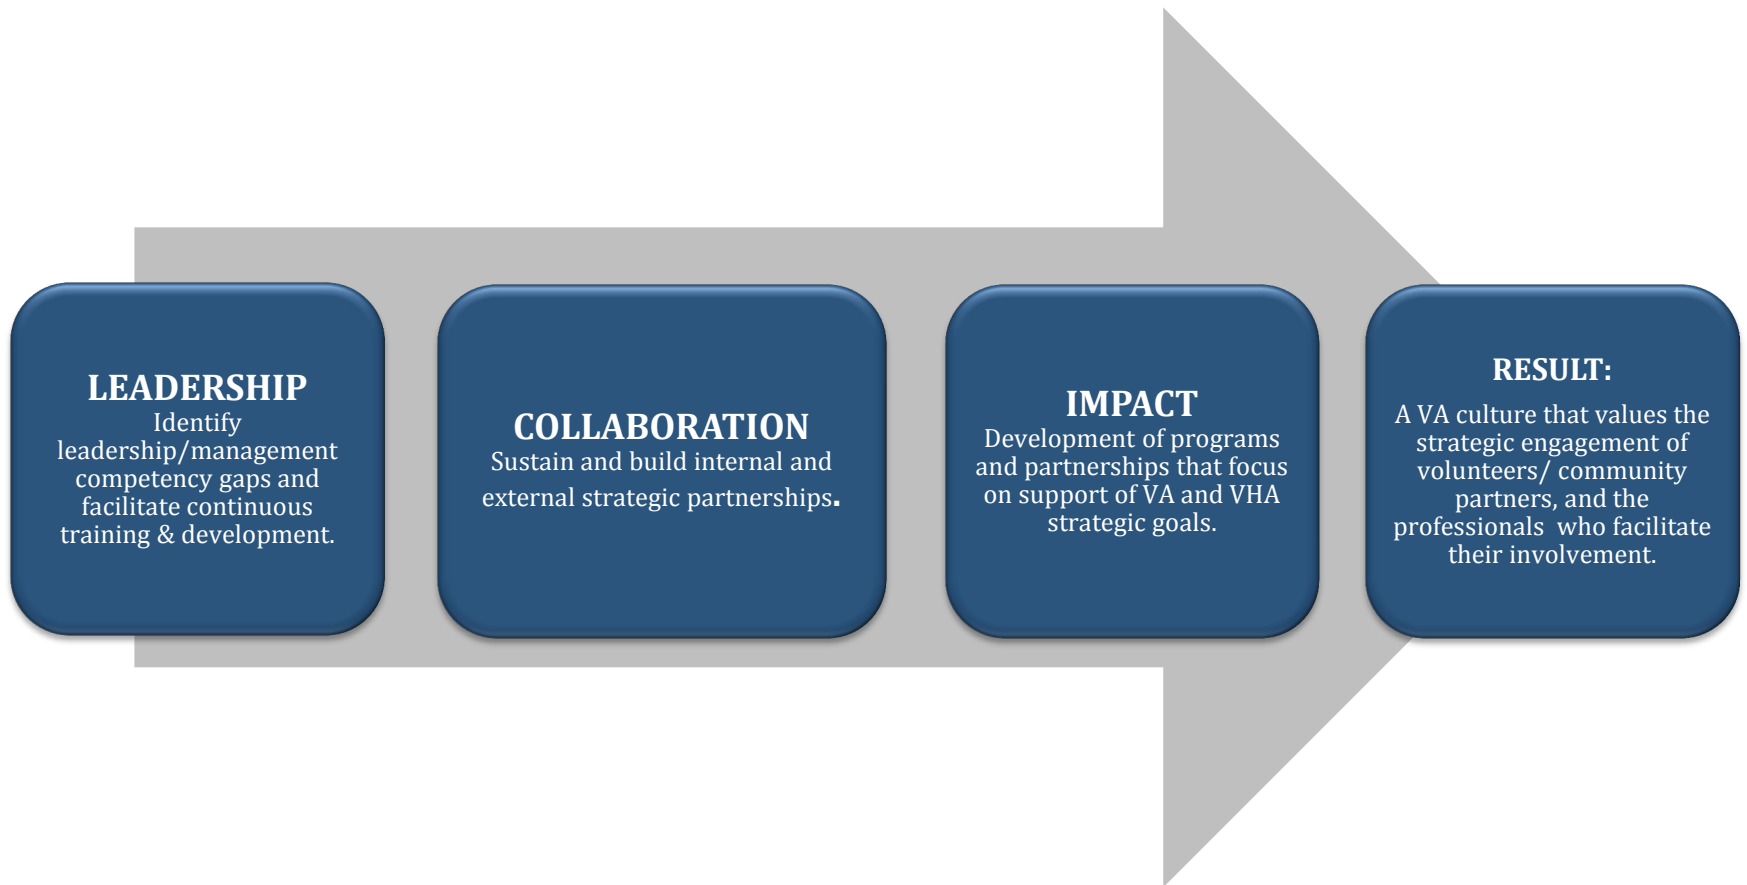 LEADERSHIP
Identify
leadership/management
competency gaps and
facilitate continuous
training & development.
COLLABORATION
Sustain and build internal and
external strategic partnerships.
IMPACT
Development of programs
and partnerships that focus
on support of VA and VHA
strategic goals.
RESULT:
A VA culture that values the
strategic engagement of
volunteers/ community
partners, and the
professionals  who facilitate
their involvement.